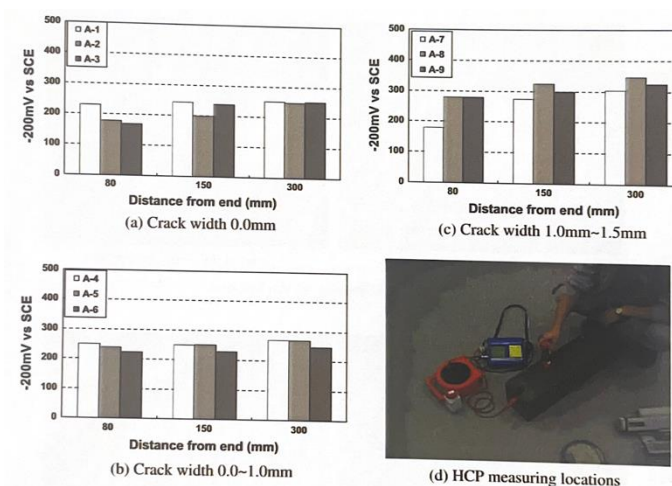 500
400
300
200
100
0
-200mV vs SCE
A-1
A-2
A-3
80
150
300
Distance from end (mm)
(a) Crack width 0.0mm
500
400
300
200
100
0
-200mV vs SCE
A-7
A-8
A-9
80
150
300
Distance from end (mm)
(c) Crack width 1.0mm~1.5mm
500
400
300
200
100
0
-200mV vs SCE
A-4
A-5
A-6
80
150
300
Distance from end (mm)
(b) Crack width 0.0~1.0mm
(d) HCP measuring locations